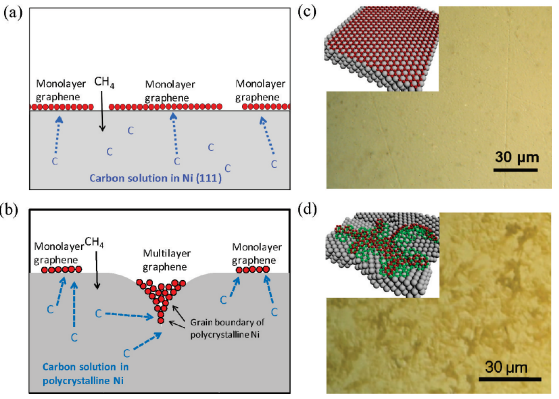 (a)
CH4
Monolayer
graphene
Monolayer
graphene
Monolayer
graphene
C
C
C
C
C
C
C
C
Carbon solution in Ni (111)
(b)
Monolayer
graphene
CH4
Multilayer
graphene
Monolayer
graphene
C
C
C
C
C
C
Grain boundary of
polycrystalline Ni
Carbon solution in
polycrystalline Ni
(c)
30 µm
(d)
30 µm